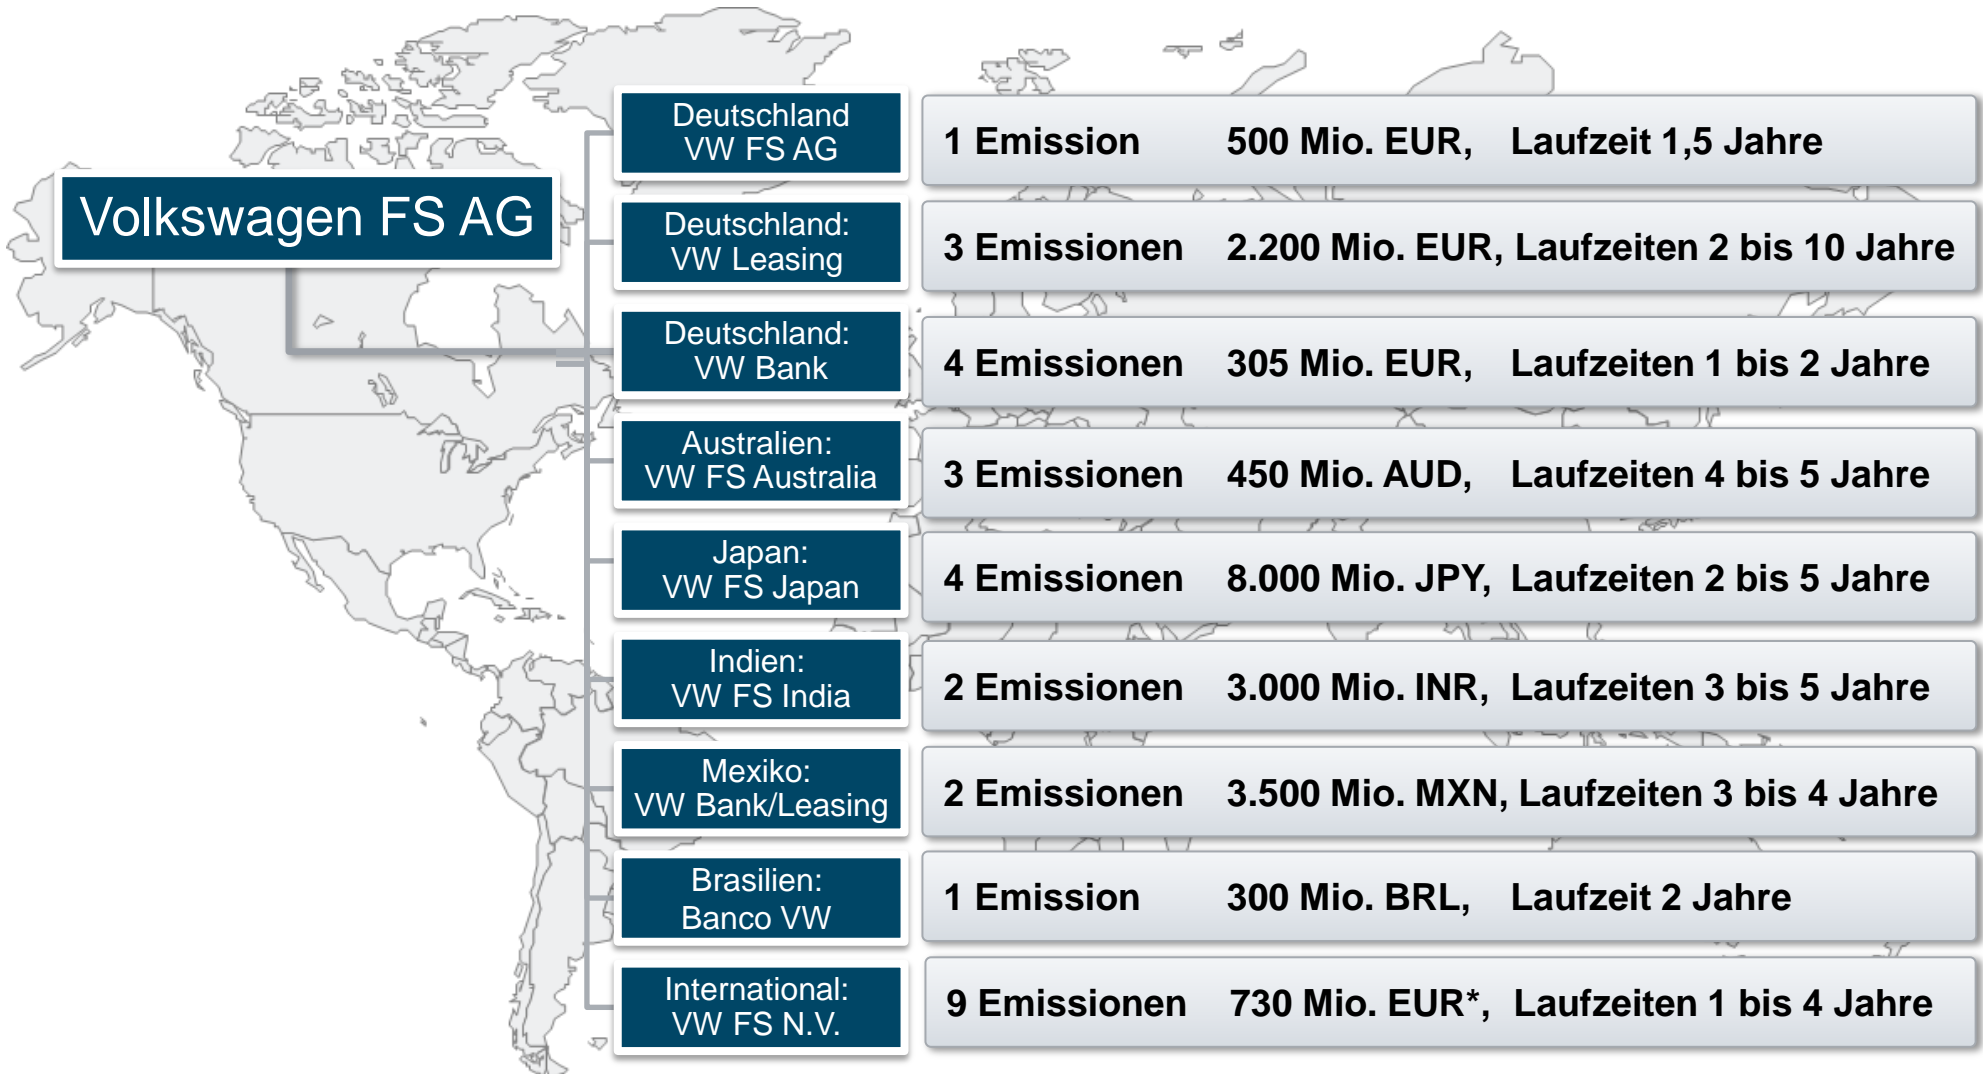 Volkswagen FS AG
Deutschland
VW FS AG
1 Emission 500 Mio. EUR, Laufzeit 1,5 Jahre
Deutschland:
VW Leasing
3 Emissionen 2.200 Mio. EUR, Laufzeiten 2 bis 10 Jahre
Deutschland:
VW Bank
4 Emissionen 305 Mio. EUR, Laufzeiten 1 bis 2 Jahre
Australien:
VW FS Australia
3 Emissionen 450 Mio. AUD, Laufzeiten 4 bis 5 Jahre
Japan:
VW FS Japan
4 Emissionen 8.000 Mio. JPY, Laufzeiten 2 bis 5 Jahre
Indien:
VW FS India
2 Emissionen 3.000 Mio. INR, Laufzeiten 3 bis 5 Jahre
Mexiko:
VW Bank/Leasing
2 Emissionen 3.500 Mio. MXN, Laufzeiten 3 bis 4 Jahre
Brasilien:
Banco VW
1 Emission 300 Mio. BRL, Laufzeit 2 Jahre
International:
VW FS N.V.
9 Emissionen 730 Mio. EUR*, Laufzeiten 1 bis 4 Jahre